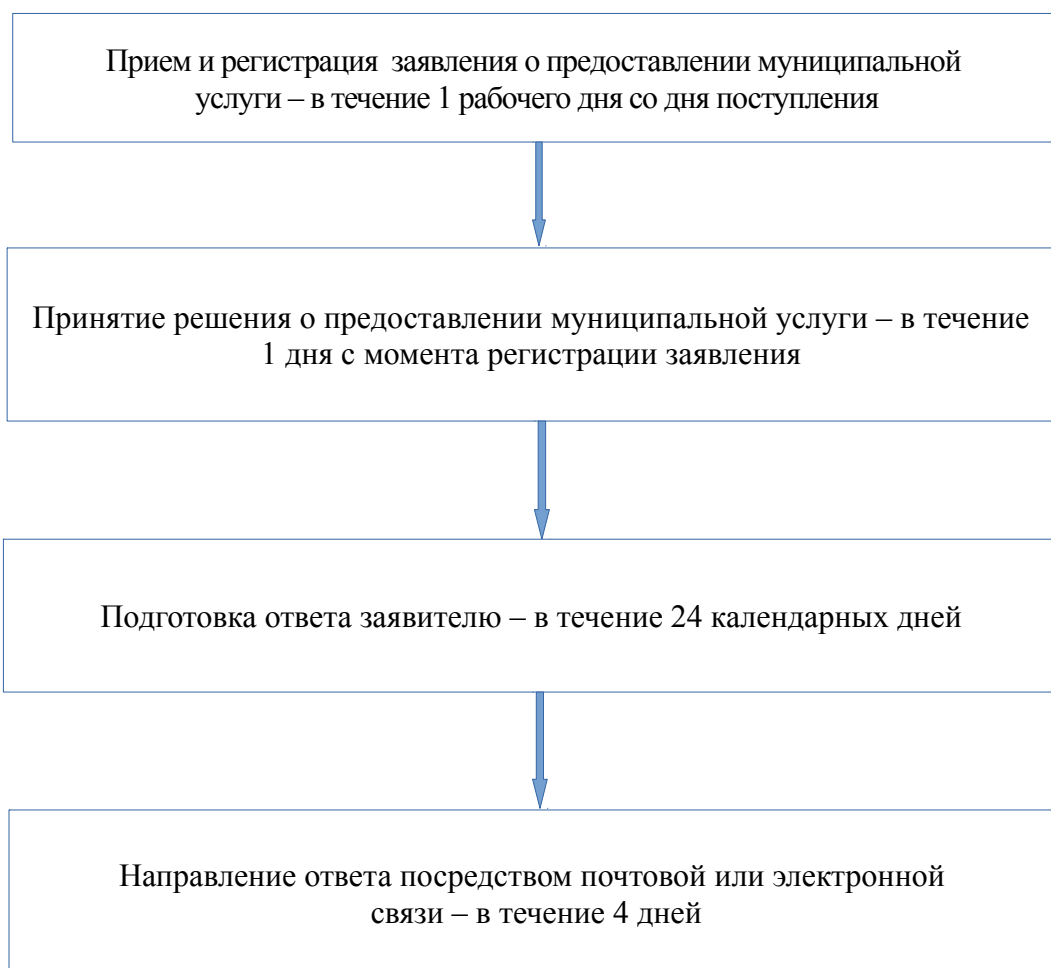 Прием и регистрация  заявления о предоставлении муниципальной
услуги – в течение 1 рабочего дня со дня поступления
Принятие решения о предоставлении муниципальной услуги – в течение
1 дня с момента регистрации заявления
Подготовка ответа заявителю – в течение 24 календарных дней
Направление ответа посредством почтовой или электронной
связи – в течение 4 дней